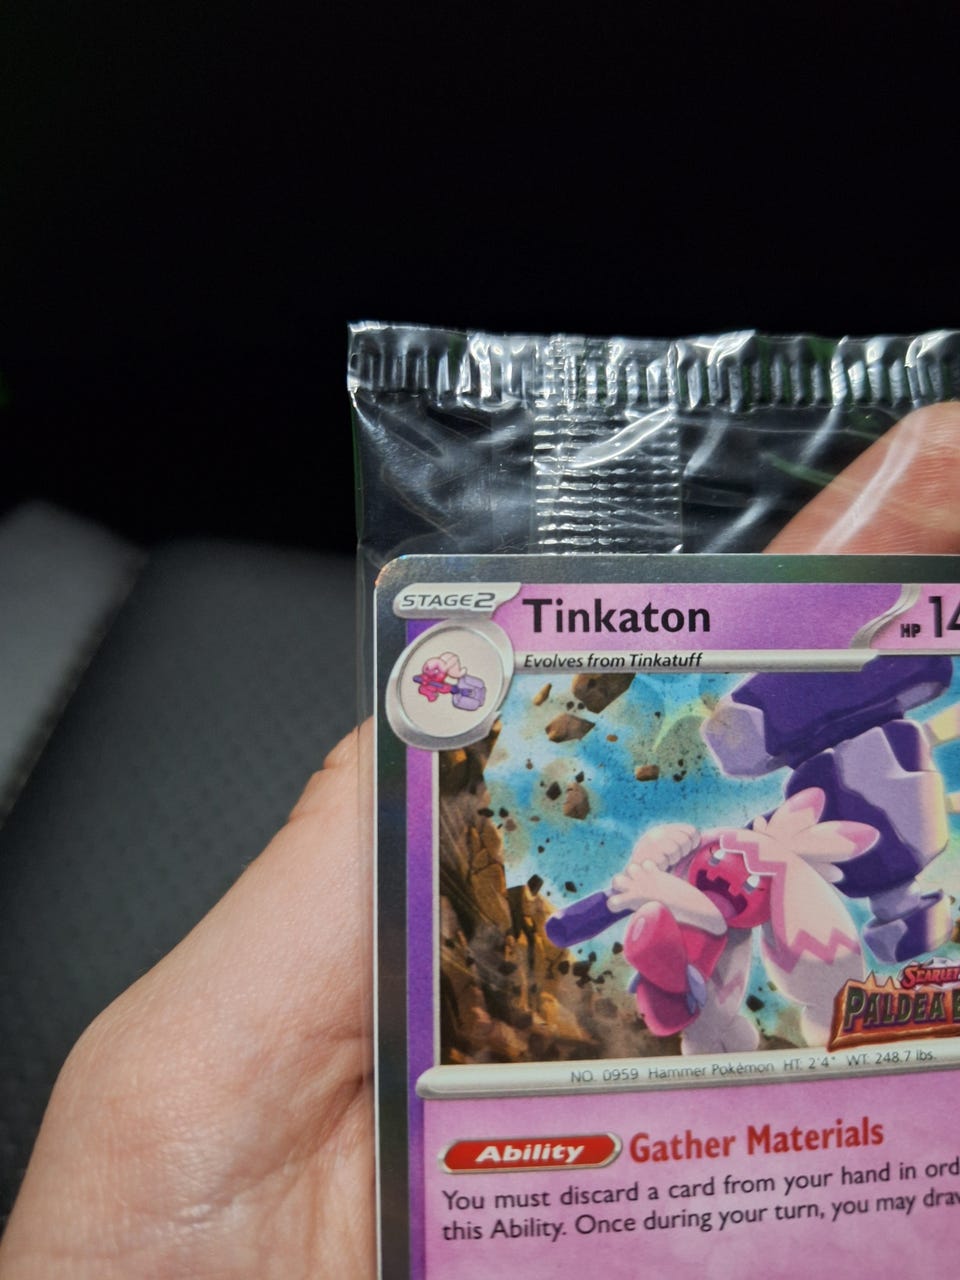 STAGE2
Tinkaton
HP 14
Evolves from Tinkatuff
SCARLET
PALDEA E
NO. 0959 Hammer Pokémon HT: 2'4" WT: 248.7 lbs.
Ability Gather Materials
You must discard a card from your hand in ord
this Ability. Once during your turn, you may draw